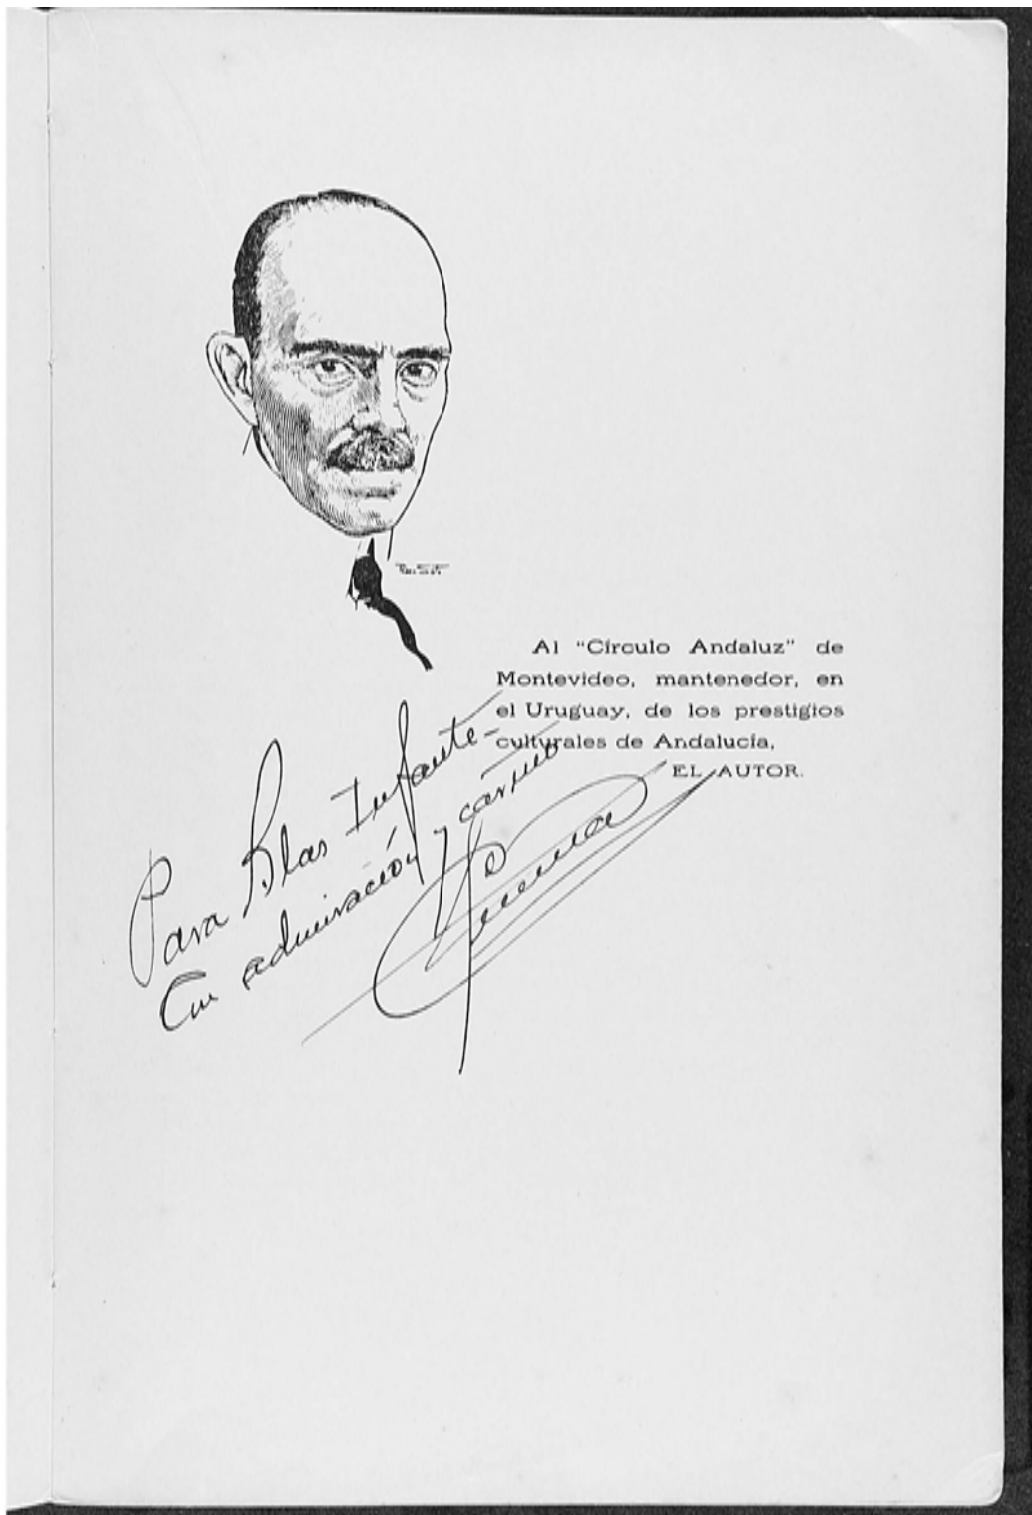 Al "Círculo Andaluz" de
Montevideo, mantenedor, en
el Uruguay, de los prestigios
culturales de Andalucía,
EL AUTOR.
Para Blas Infante-
Con admiración y cariño